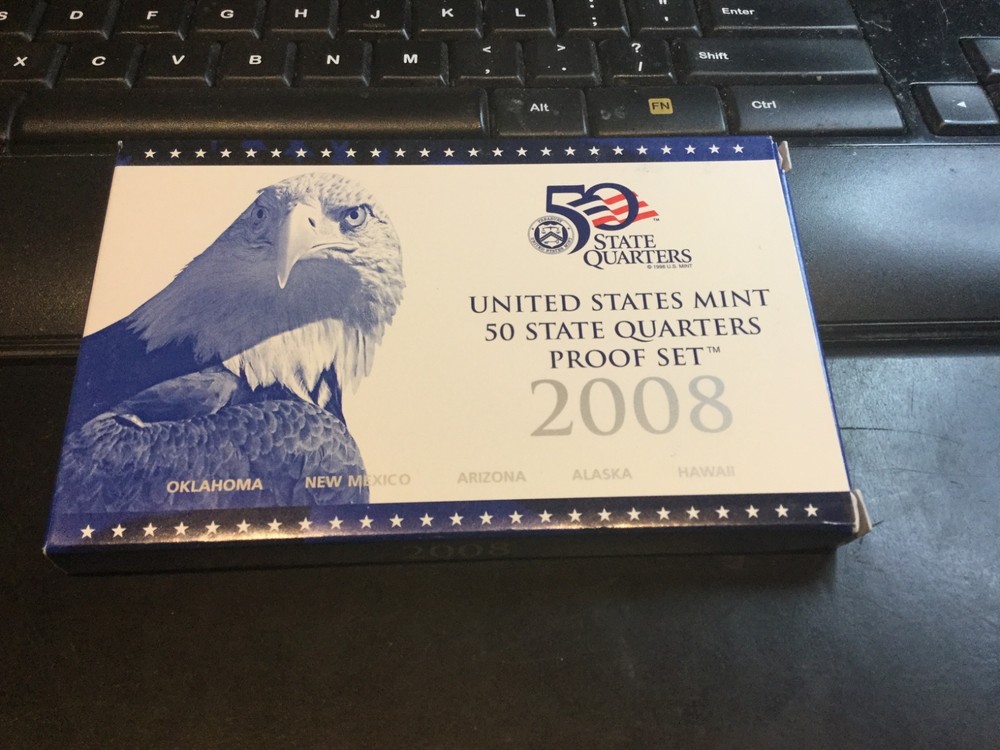 S D F G H J K L : ; " ' Enter
X C V B N M < , > . ? / Shift
Alt FN Ctrl
50
STATE
QUARTERS
© 1999 U.S. MINT
UNITED STATES MINT
50 STATE QUARTERS
PROOF SET™
2008
OKLAHOMA NEW MEXICO ARIZONA ALASKA HAWAII
2008